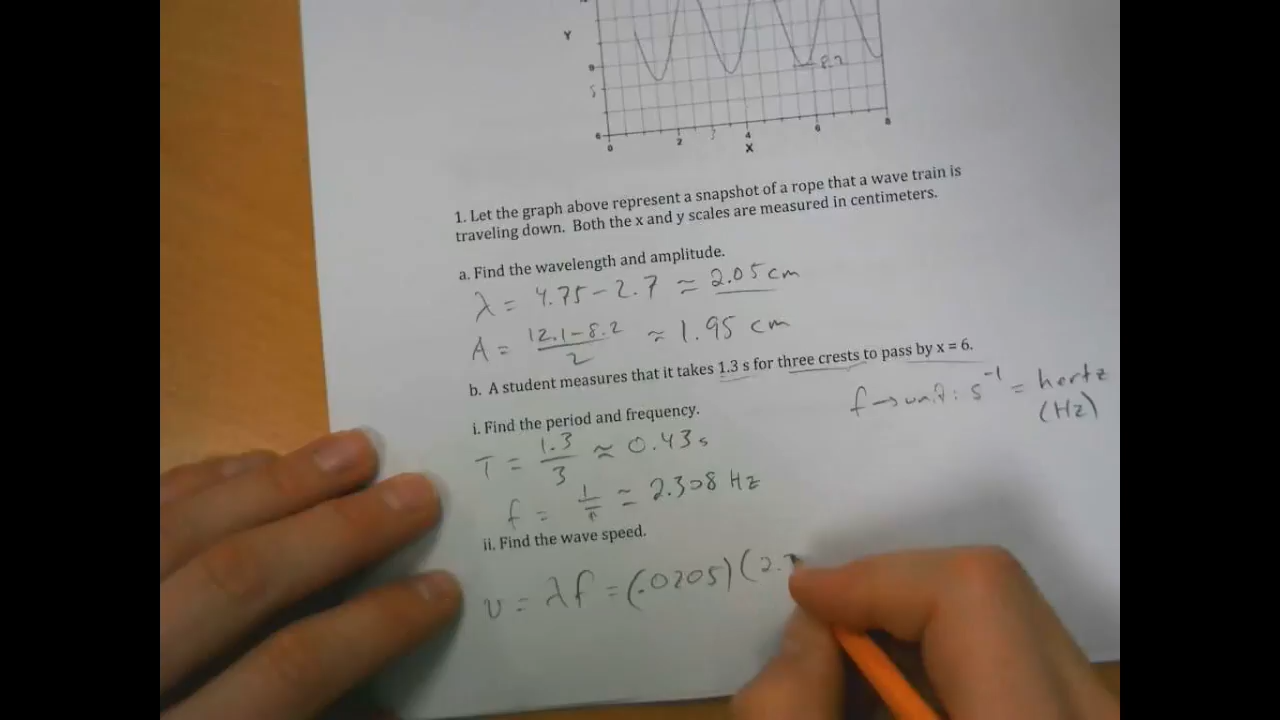 Y
8.2
6
0
2
4
6
8
X
1. Let the graph above represent a snapshot of a rope that a wave train is
traveling down. Both the x and y scales are measured in centimeters.
a. Find the wavelength and amplitude.
λ = 4.75 - 2.7 ≈ 2.05 cm
A = (12.1 - 8.2)/2 ≈ 1.95 cm
b. A student measures that it takes 1.3 s for three crests to pass by x = 6.
f → unit: s⁻¹ = hertz
(Hz)
i. Find the period and frequency.
T = 1.3/3 ≈ 0.43 s
f = 1/T ≈ 2.308 Hz
ii. Find the wave speed.
v = λf = (.0205)(2.